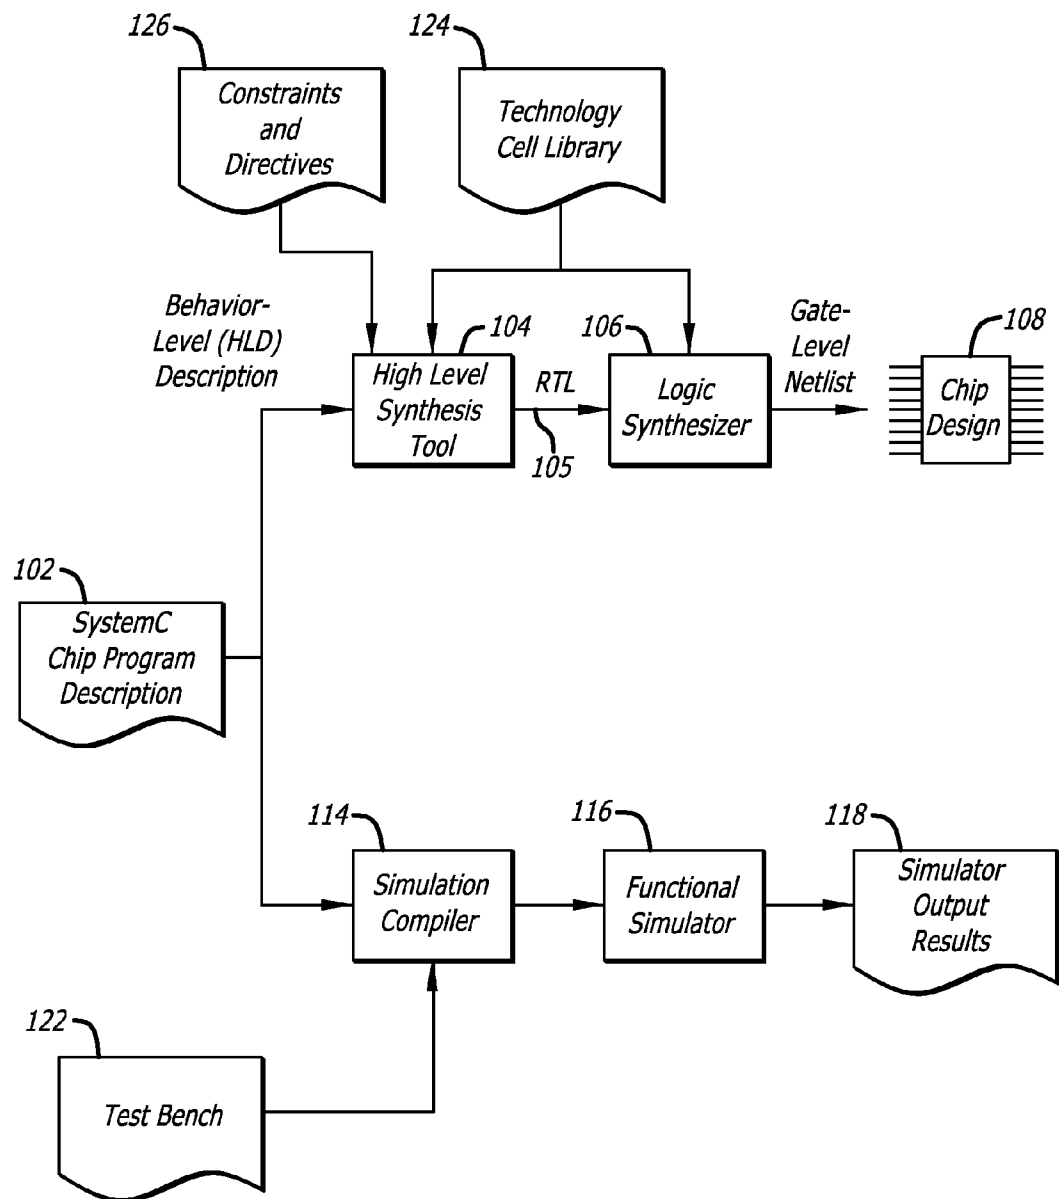 126
124
Constraints
and
Directives
Technology
Cell Library
Behavior-
Level (HLD)
Description
104
106
Gate-
Level
Netlist
108
High Level
Synthesis
Tool
RTL
105
Logic
Synthesizer
Chip
Design
102
SystemC
Chip Program
Description
114
116
118
Simulation
Compiler
Functional
Simulator
Simulator
Output
Results
122
Test Bench